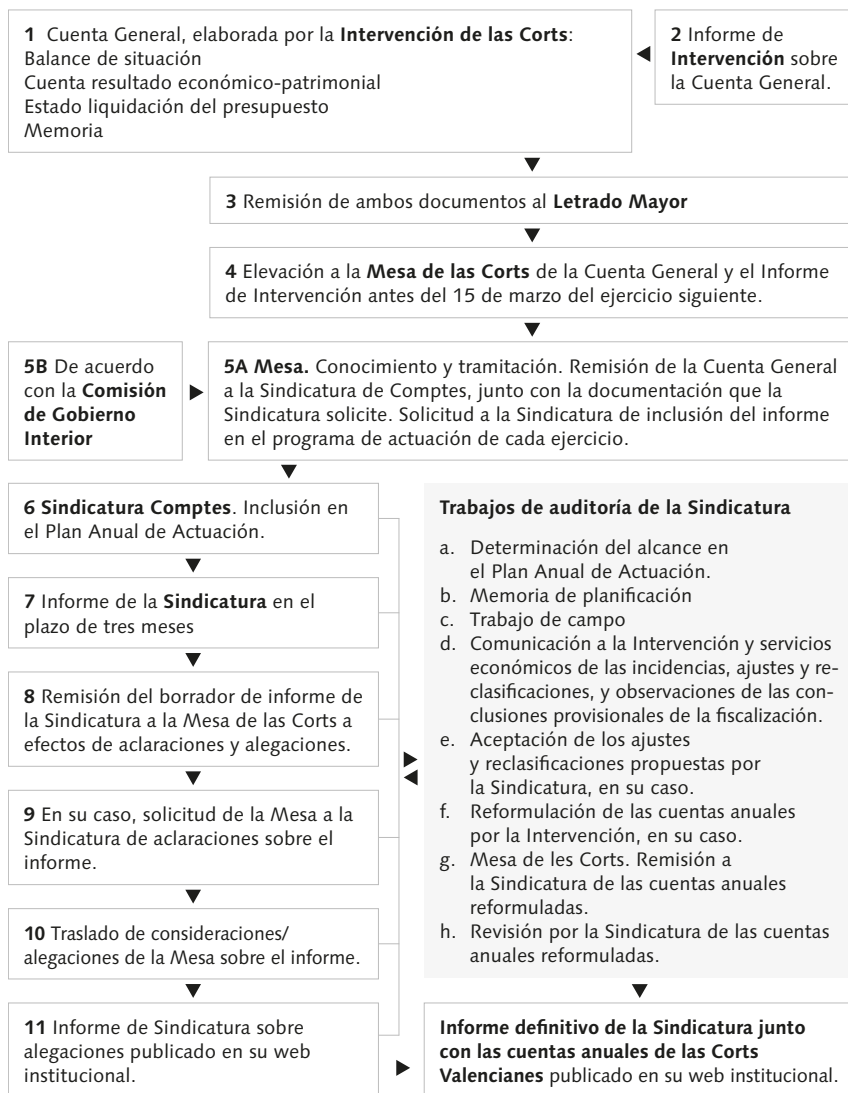 1 Cuenta General, elaborada por la Intervención de las Corts:
Balance de situación
Cuenta resultado económico-patrimonial
Estado liquidación del presupuesto
Memoria
2 Informe de
Intervención sobre
la Cuenta General.
3 Remisión de ambos documentos al Letrado Mayor
4 Elevación a la Mesa de las Corts de la Cuenta General y el Informe
de Intervención antes del 15 de marzo del ejercicio siguiente.
5B De acuerdo
con la Comisión
de Gobierno
Interior
5A Mesa. Conocimiento y tramitación. Remisión de la Cuenta General
a la Sindicatura de Comptes, junto con la documentación que la
Sindicatura solicite. Solicitud a la Sindicatura de inclusión del informe
en el programa de actuación de cada ejercicio.
6 Sindicatura Comptes. Inclusión en
el Plan Anual de Actuación.
7 Informe de la Sindicatura en el
plazo de tres meses
8 Remisión del borrador de informe de
la Sindicatura a la Mesa de las Corts a
efectos de aclaraciones y alegaciones.
9 En su caso, solicitud de la Mesa a la
Sindicatura de aclaraciones sobre el
informe.
10 Traslado de consideraciones/
alegaciones de la Mesa sobre el informe.
11 Informe de Sindicatura sobre
alegaciones publicado en su web
institucional.
Trabajos de auditoría de la Sindicatura
a. Determinación del alcance en
el Plan Anual de Actuación.
b. Memoria de planificación
c. Trabajo de campo
d. Comunicación a la Intervención y servicios
económicos de las incidencias, ajustes y re-
clasificaciones, y observaciones de las con-
clusiones provisionales de la fiscalización.
e. Aceptación de los ajustes
y reclasificaciones propuestas por
la Sindicatura, en su caso.
f. Reformulación de las cuentas anuales
por la Intervención, en su caso.
g. Mesa de les Corts. Remisión a
la Sindicatura de las cuentas anuales
reformuladas.
h. Revisión por la Sindicatura de las cuentas
anuales reformuladas.
Informe definitivo de la Sindicatura junto
con las cuentas anuales de las Corts
Valencianes publicado en su web institucional.